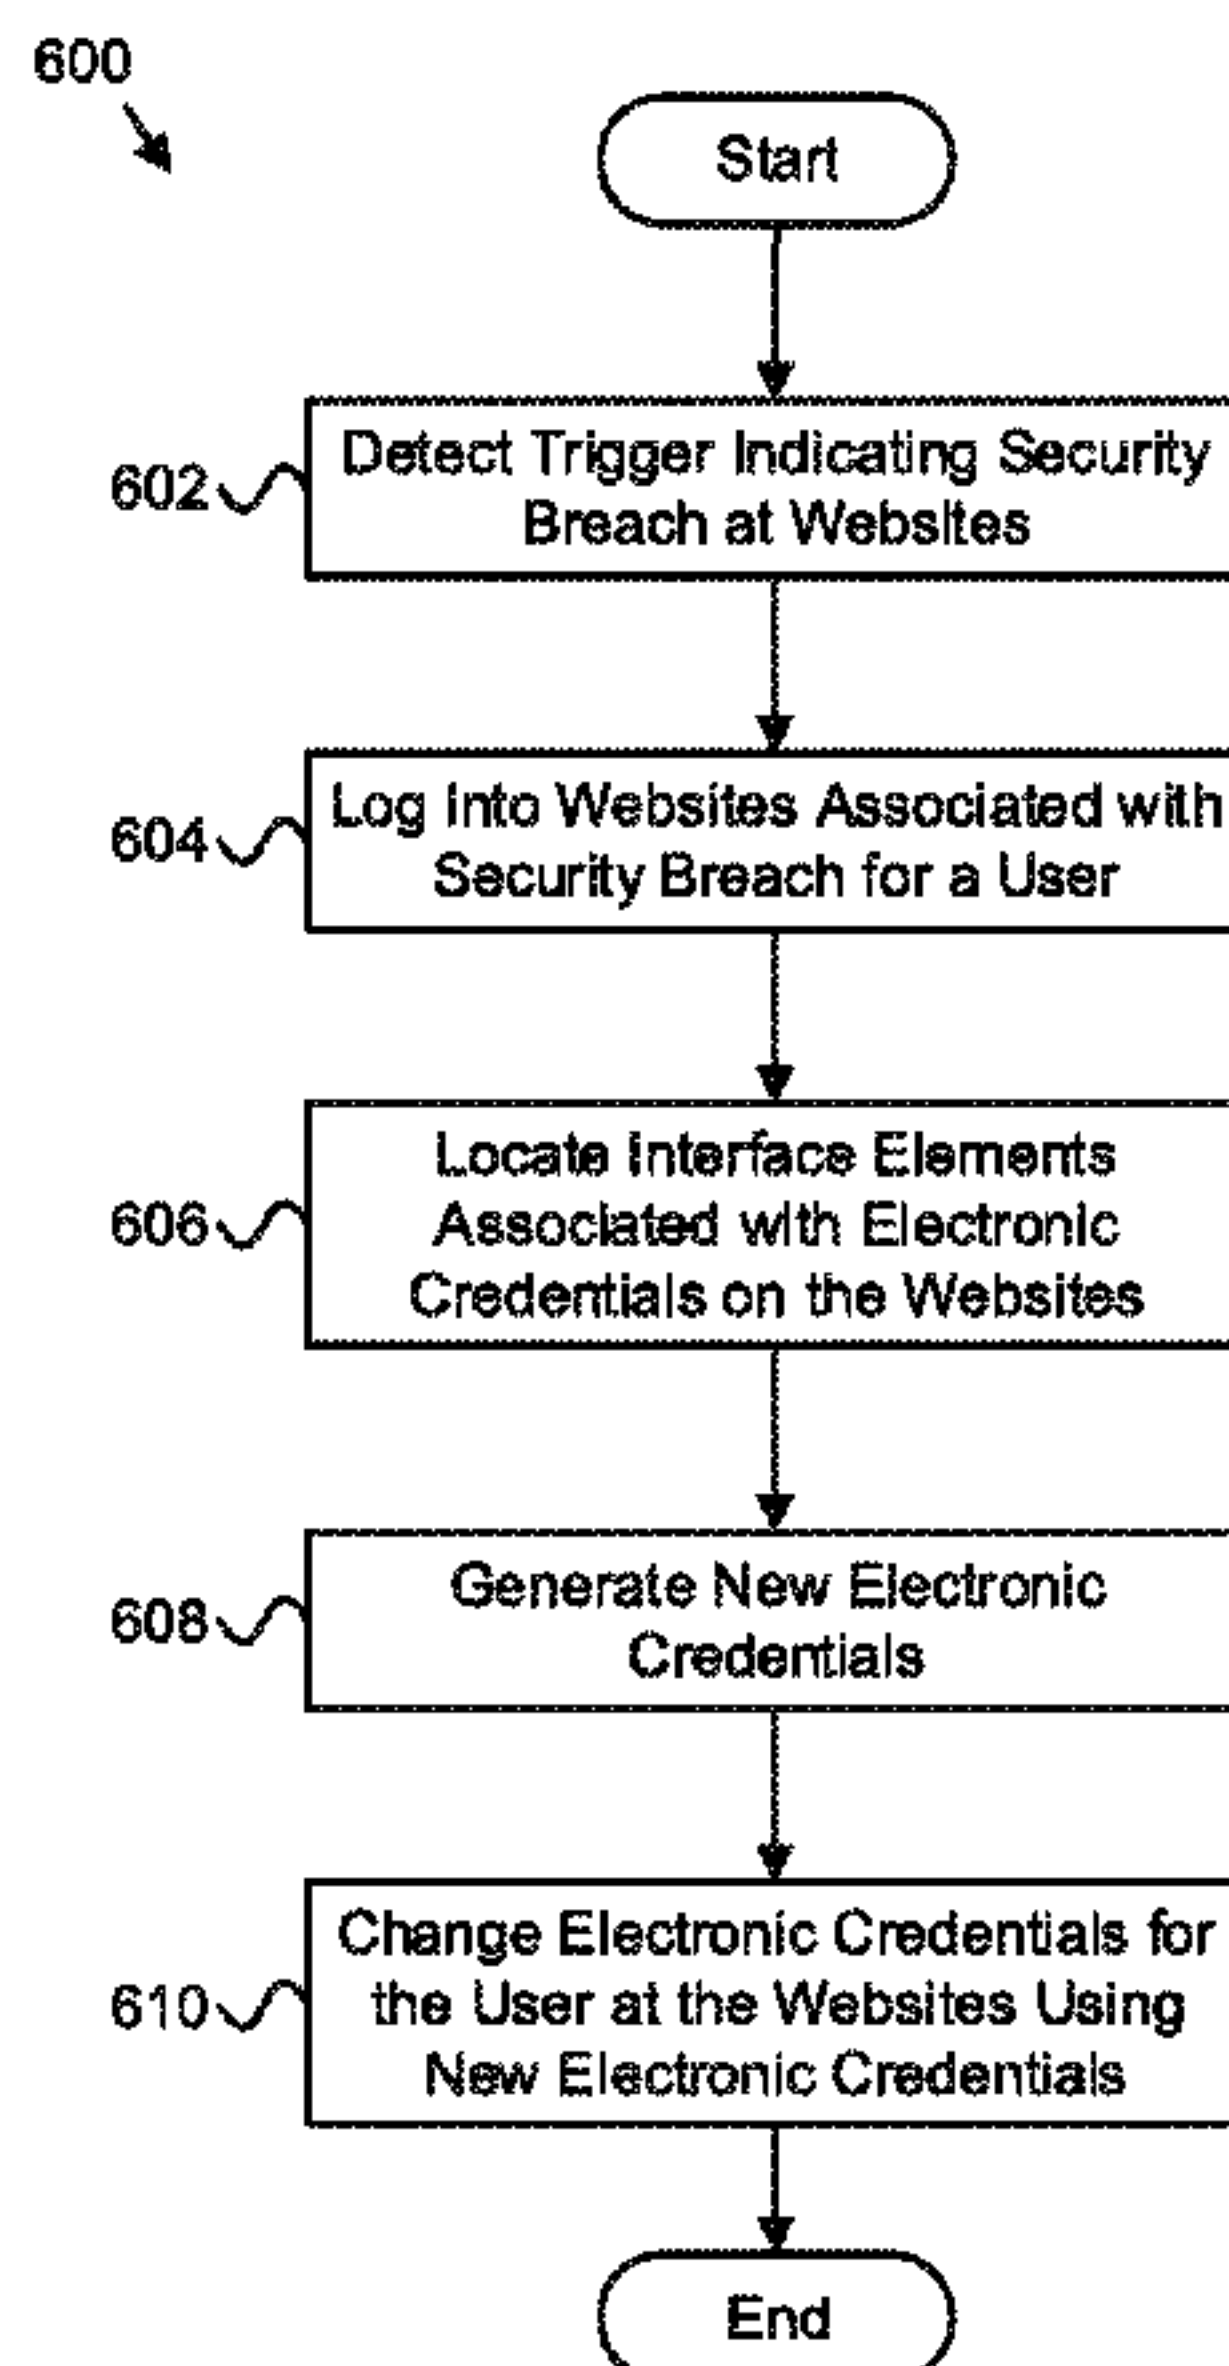 600
Start
602
Detect Trigger Indicating Security
Breach at Websites
604
Log Into Websites Associated with
Security Breach for a User
606
Locate Interface Elements
Associated with Electronic
Credentials on the Websites
608
Generate New Electronic
Credentials
610
Change Electronic Credentials for
the User at the Websites Using
New Electronic Credentials
End